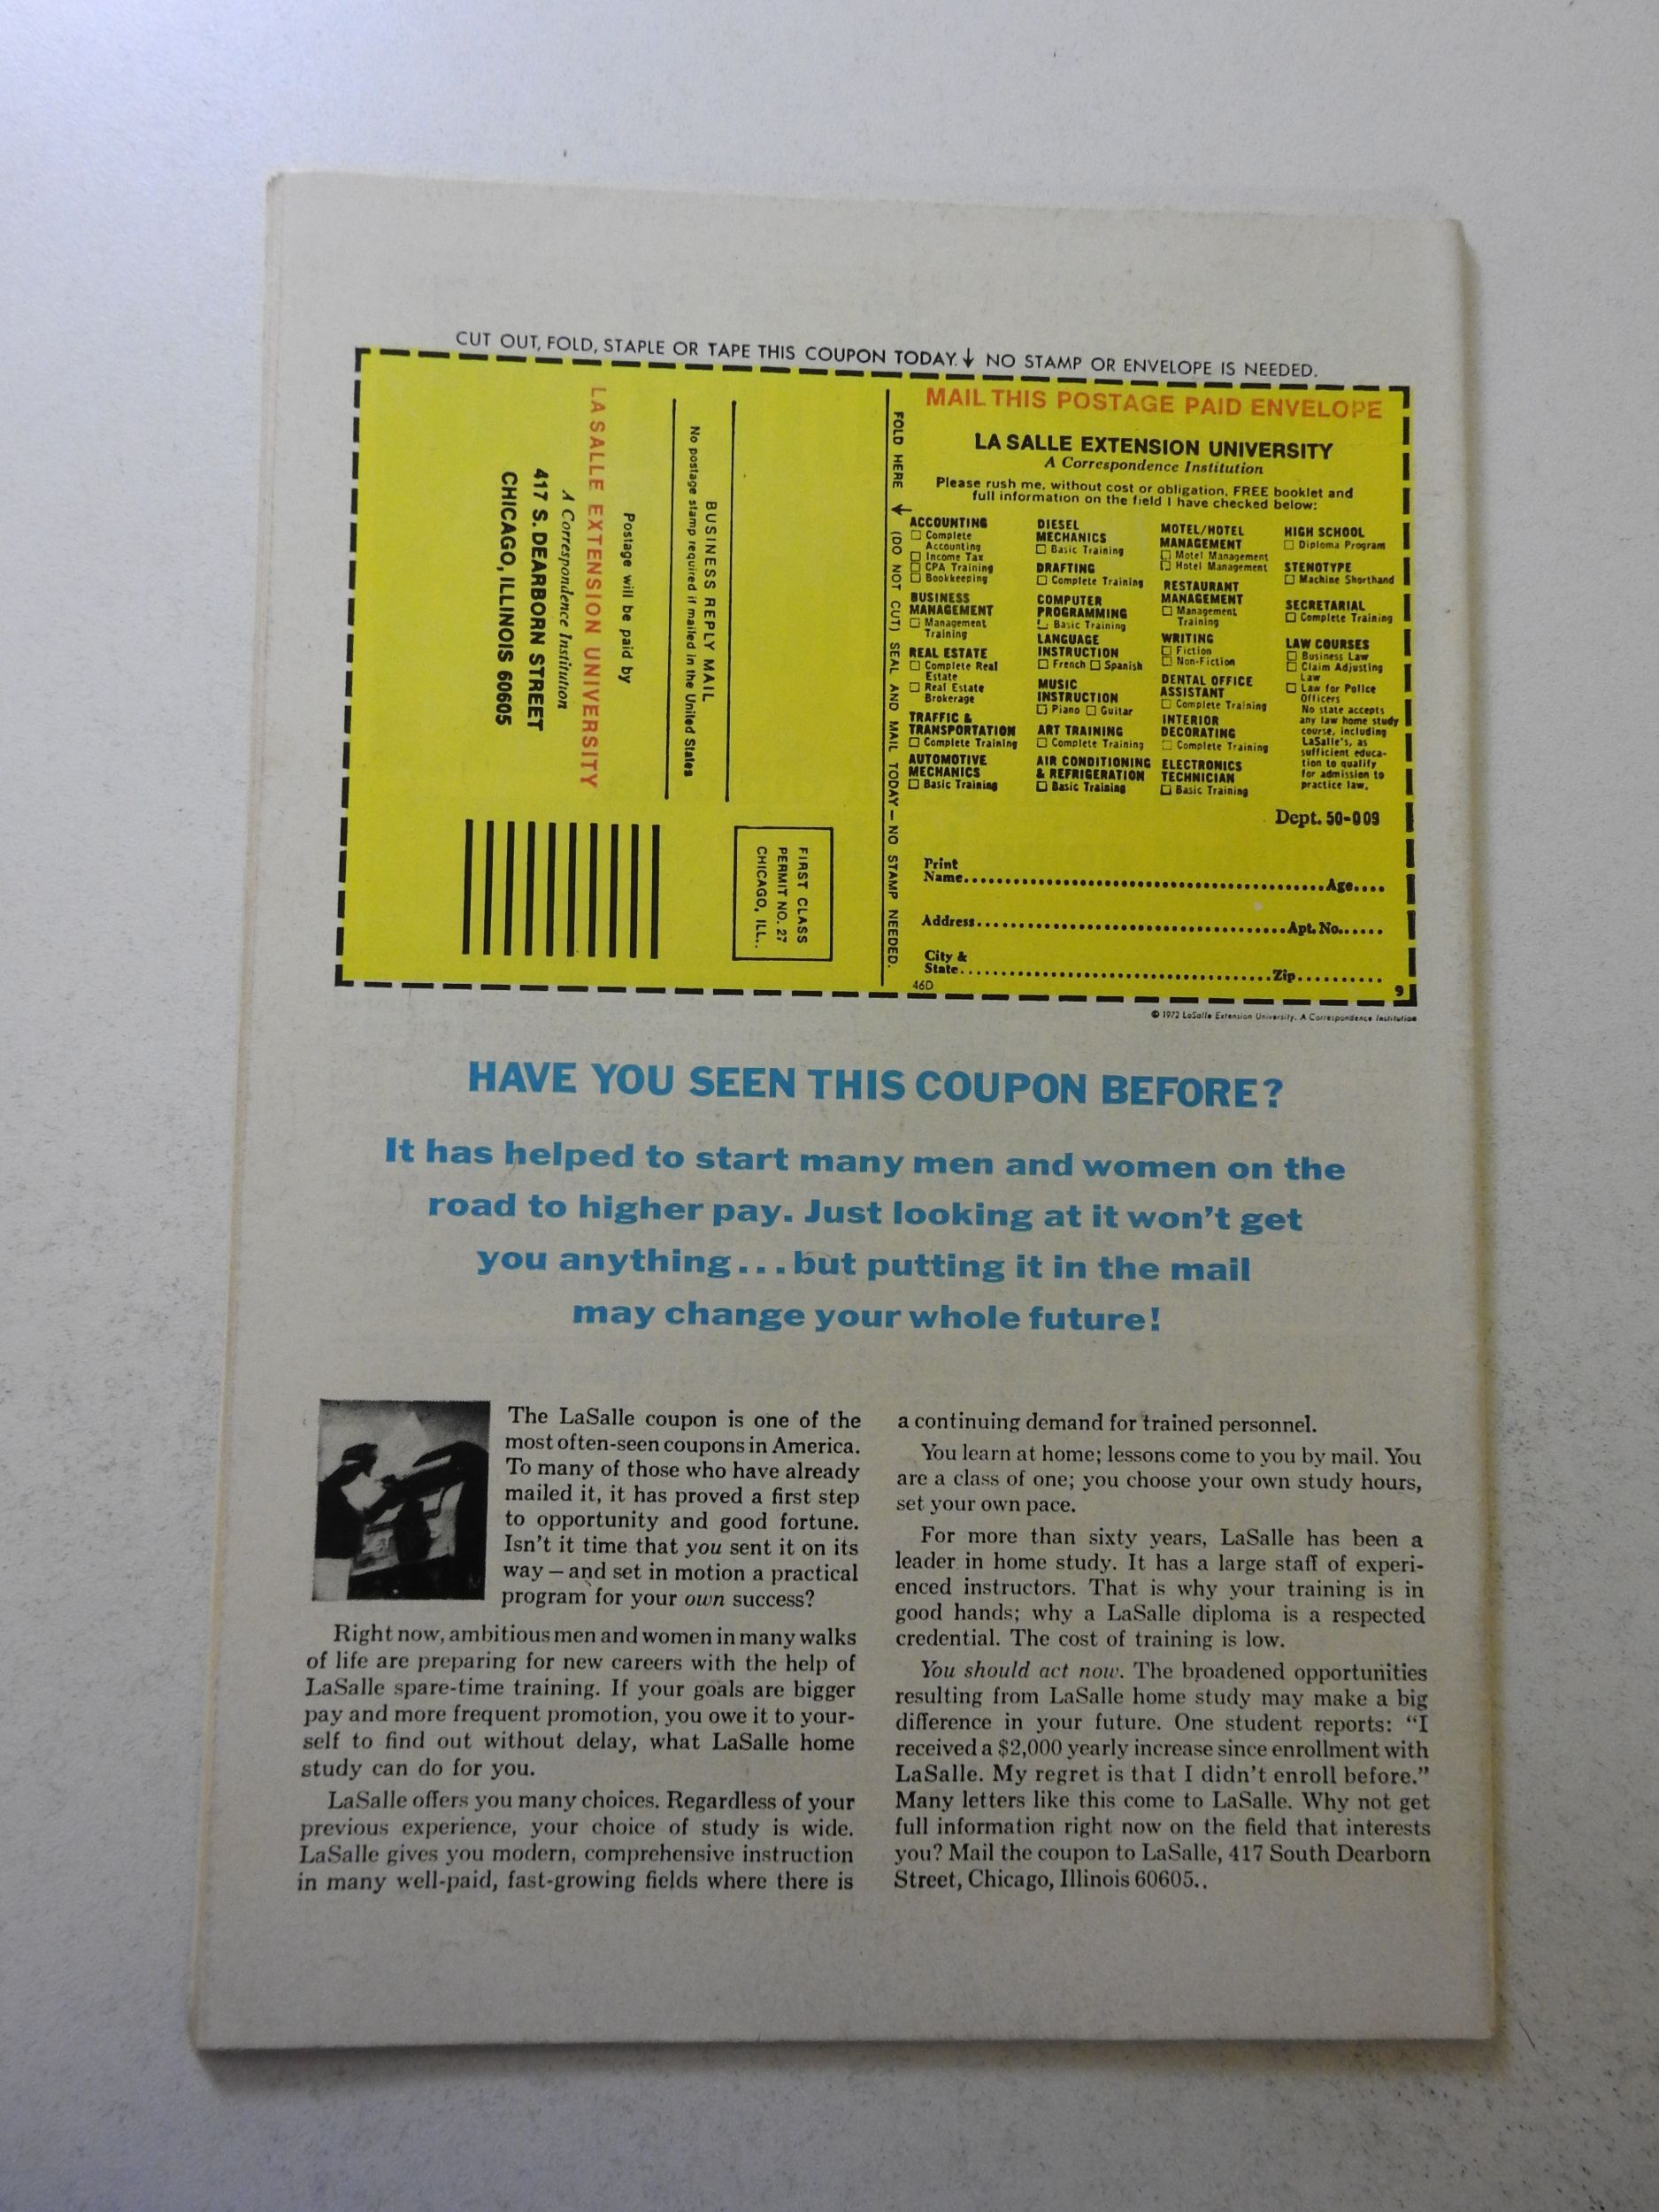 CUT OUT, FOLD, STAPLE OR TAPE THIS COUPON TODAY.↓ NO STAMP OR ENVELOPE IS NEEDED.
BUSINESS REPLY MAIL
No postage stamp required if mailed in the United States
Postage will be paid by
LASALLE EXTENSION UNIVERSITY
A Correspondence Institution
417 S. DEARBORN STREET
CHICAGO, ILLINOIS 60605
FIRST CLASS
PERMIT NO. 27
CHICAGO, ILL..
FOLD HERE ← (DO NOT CUT) SEAL AND MAIL TODAY — NO STAMP NEEDED.
MAIL THIS POSTAGE PAID ENVELOPE
LA SALLE EXTENSION UNIVERSITY
A Correspondence Institution
Please rush me, without cost or obligation, FREE booklet and
full information on the field I have checked below:
ACCOUNTING
☐ Complete
Accounting
☐ Income Tax
☐ CPA Training
☐ Bookkeeping
BUSINESS
MANAGEMENT
☐ Management
Training
REAL ESTATE
☐ Complete Real
Estate
☐ Real Estate
Brokerage
TRAFFIC &
TRANSPORTATION
☐ Complete Training
AUTOMOTIVE
MECHANICS
☐ Basic Training
DIESEL
MECHANICS
☐ Basic Training
DRAFTING
☐ Complete Training
COMPUTER
PROGRAMMING
☐ Basic Training
LANGUAGE
INSTRUCTION
☐ French ☐ Spanish
MUSIC
INSTRUCTION
☐ Piano ☐ Guitar
ART TRAINING
☐ Complete Training
AIR CONDITIONING
& REFRIGERATION
☐ Basic Training
MOTEL/HOTEL
MANAGEMENT
☐ Motel Management
☐ Hotel Management
RESTAURANT
MANAGEMENT
☐ Management
Training
WRITING
☐ Fiction
☐ Non-Fiction
DENTAL OFFICE
ASSISTANT
☐ Complete Training
INTERIOR
DECORATING
☐ Complete Training
ELECTRONICS
TECHNICIAN
☐ Basic Training
HIGH SCHOOL
☐ Diploma Program
STENOTYPE
☐ Machine Shorthand
SECRETARIAL
☐ Complete Training
LAW COURSES
☐ Business Law
☐ Claim Adjusting
Law
☐ Law for Police
Officers
No state accepts
any law home study
course, including
LaSalle's, as
sufficient educa-
tion to qualify
for admission to
practice law.
Dept. 50-009
Print
Name........Age....
Address........Apt. No......
City &
State........Zip..........
46D
9
© 1972 LaSalle Extension University, A Correspondence Institution
HAVE YOU SEEN THIS COUPON BEFORE?
It has helped to start many men and women on the
road to higher pay. Just looking at it won't get
you anything...but putting it in the mail
may change your whole future!
The LaSalle coupon is one of the
most often-seen coupons in America.
To many of those who have already
mailed it, it has proved a first step
to opportunity and good fortune.
Isn't it time that you sent it on its
way — and set in motion a practical
program for your own success?
Right now, ambitious men and women in many walks
of life are preparing for new careers with the help of
LaSalle spare-time training. If your goals are bigger
pay and more frequent promotion, you owe it to your-
self to find out without delay, what LaSalle home
study can do for you.
LaSalle offers you many choices. Regardless of your
previous experience, your choice of study is wide.
LaSalle gives you modern, comprehensive instruction
in many well-paid, fast-growing fields where there is
a continuing demand for trained personnel.
You learn at home; lessons come to you by mail. You
are a class of one; you choose your own study hours,
set your own pace.
For more than sixty years, LaSalle has been a
leader in home study. It has a large staff of experi-
enced instructors. That is why your training is in
good hands; why a LaSalle diploma is a respected
credential. The cost of training is low.
You should act now. The broadened opportunities
resulting from LaSalle home study may make a big
difference in your future. One student reports: "I
received a $2,000 yearly increase since enrollment with
LaSalle. My regret is that I didn't enroll before."
Many letters like this come to LaSalle. Why not get
full information right now on the field that interests
you? Mail the coupon to LaSalle, 417 South Dearborn
Street, Chicago, Illinois 60605..